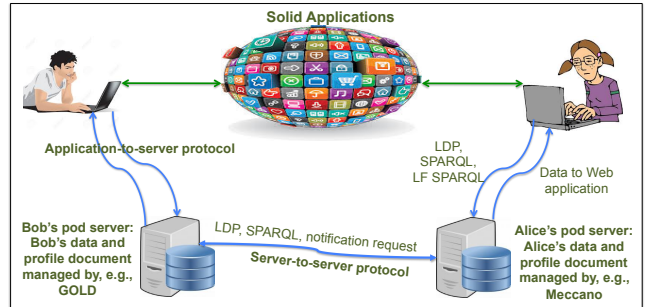 Solid Applications
Application-to-server protocol
LDP,
SPARQL,
LF SPARQL
Data to Web
application
Bob's pod server:
Bob's data and
profile document
managed by, e.g.,
GOLD
LDP, SPARQL, notification request
Server-to-server protocol
Alice's pod server:
Alice's data and
profile document
managed by, e.g.,
Meccano